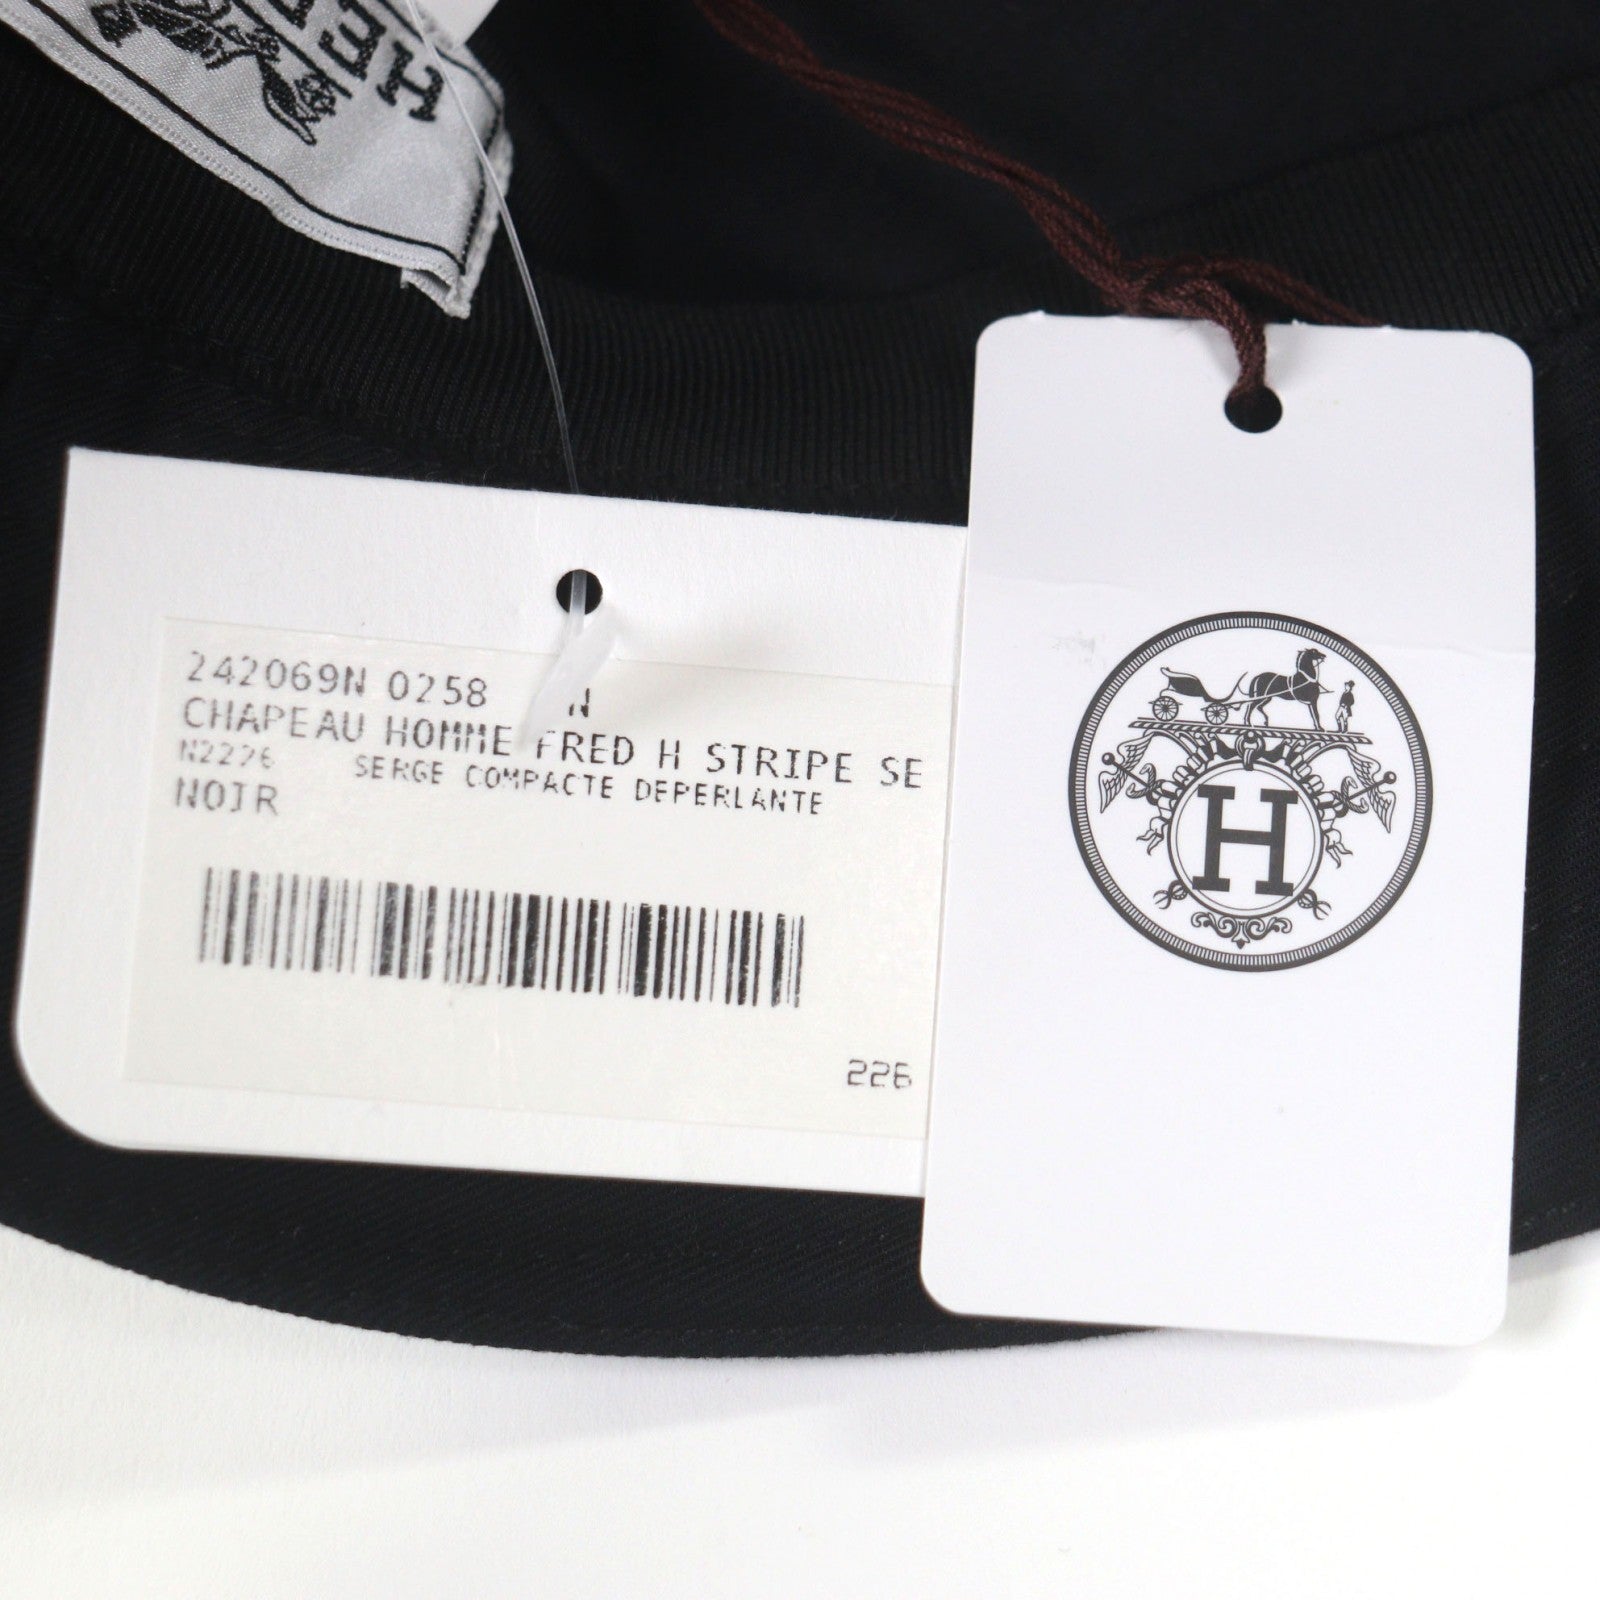 242069N 0258 N
CHAPEAU HOMME FRED H STRIPE SE
N2226 SERGE COMPACTE DEPERLANTE
NOIR
226
H